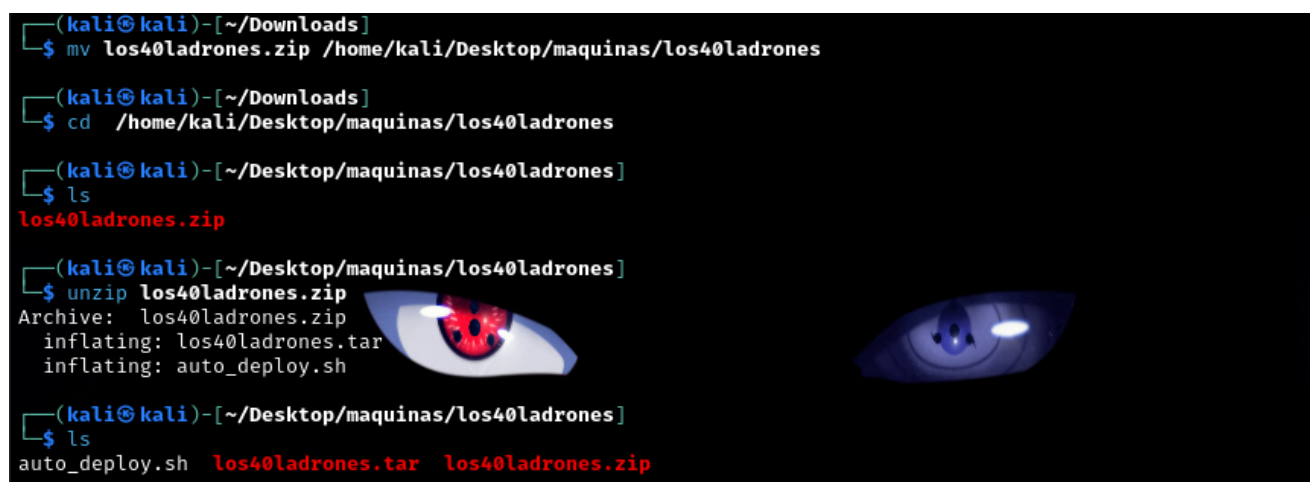 ┌──(kali㉿kali)-[~/Downloads]
└─$ mv los40ladrones.zip /home/kali/Desktop/maquinas/los40ladrones
┌──(kali㉿kali)-[~/Downloads]
└─$ cd  /home/kali/Desktop/maquinas/los40ladrones
┌──(kali㉿kali)-[~/Desktop/maquinas/los40ladrones]
└─$ ls
los40ladrones.zip
┌──(kali㉿kali)-[~/Desktop/maquinas/los40ladrones]
└─$ unzip los40ladrones.zip
Archive:  los40ladrones.zip
  inflating: los40ladrones.tar
  inflating: auto_deploy.sh
┌──(kali㉿kali)-[~/Desktop/maquinas/los40ladrones]
└─$ ls
auto_deploy.sh  los40ladrones.tar  los40ladrones.zip